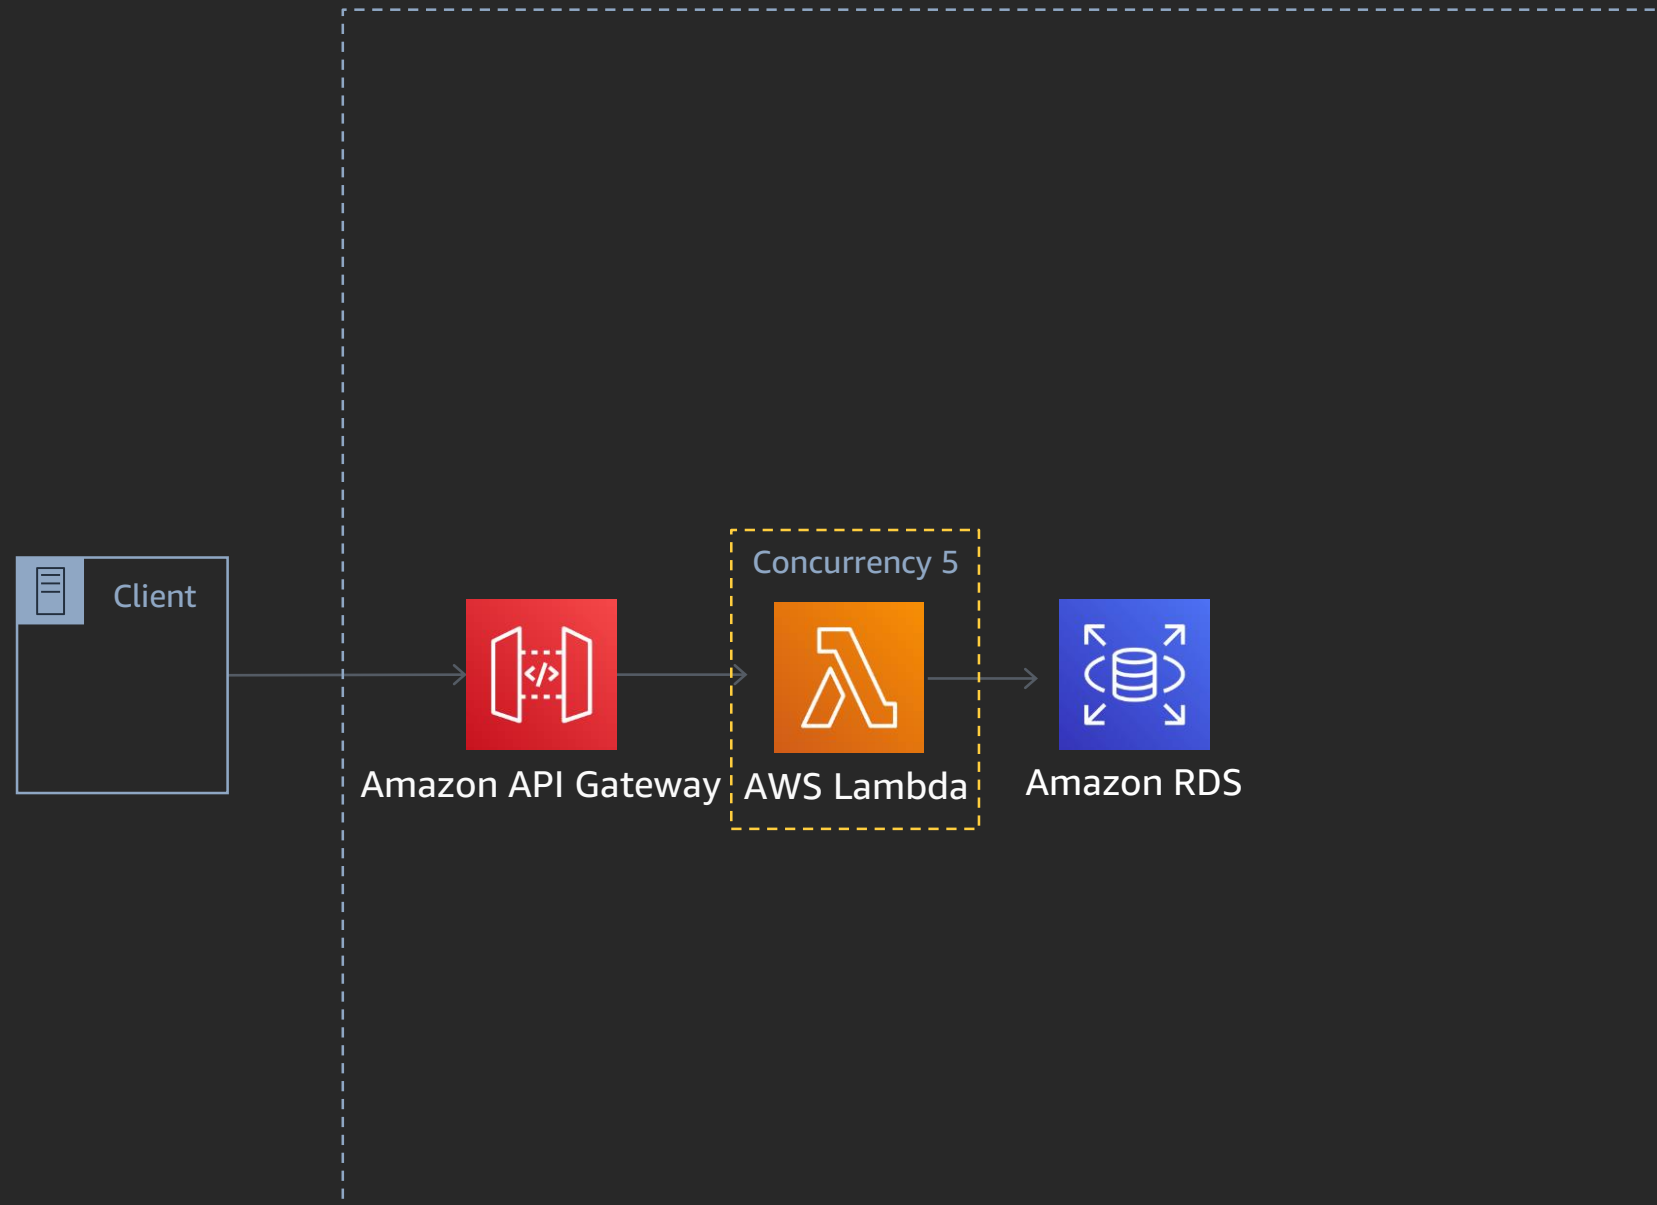 Client
Concurrency 5
Amazon API Gateway
AWS Lambda
Amazon RDS